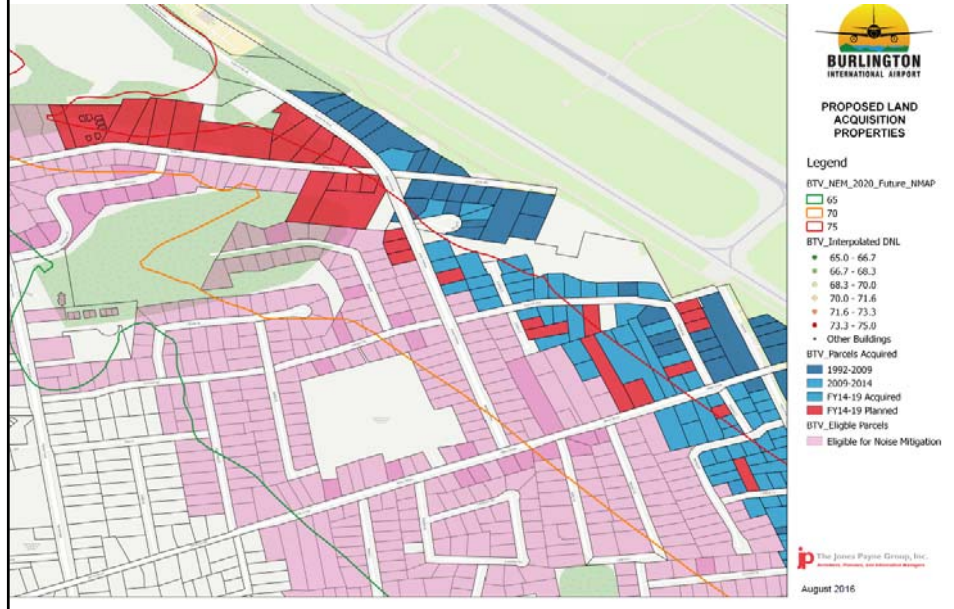 BURLINGTON
INTERNATIONAL AIRPORT
PROPOSED LAND
ACQUISITION
PROPERTIES
Legend
BTV_NEM_2020_Future_NMAP
65
70
75
BTV_Interpolated DNL
65.0 - 66.7
66.7 - 68.3
68.3 - 70.0
70.0 - 71.6
71.6 - 73.3
73.3 - 75.0
Other Buildings
BTV_Parcels Acquired
1992-2009
2009-2014
FY14-19 Acquired
FY14-19 Planned
BTV_Eligible Parcels
Eligible for Noise Mitigation
jp The Jones Payne Group, Inc.
August 2016